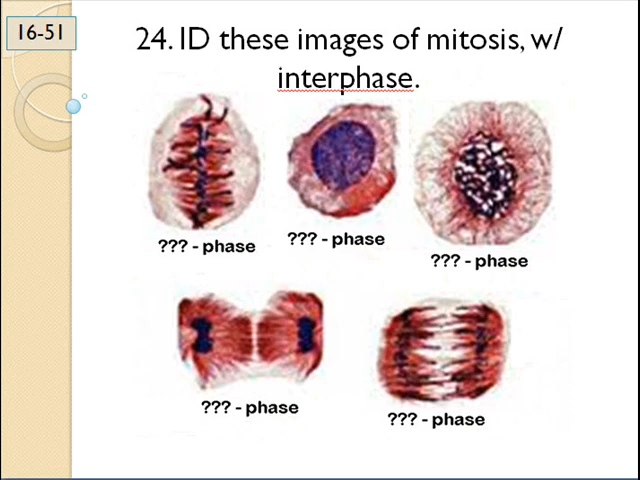 16-51
24. ID these images of mitosis, w/
interphase.
??? - phase
??? - phase
??? - phase
??? - phase
??? - phase